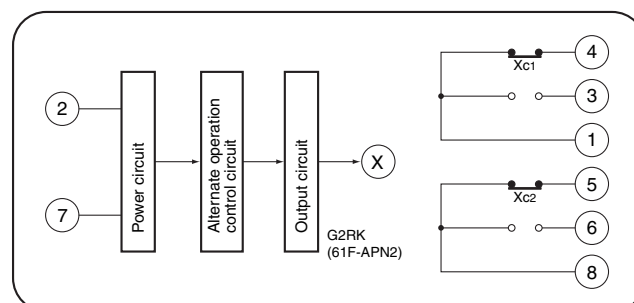 2
7
Power circuit
Alternate operation
control circuit
Output circuit
X
G2RK
(61F-APN2)
Xc1
4
3
1
Xc2
5
6
8